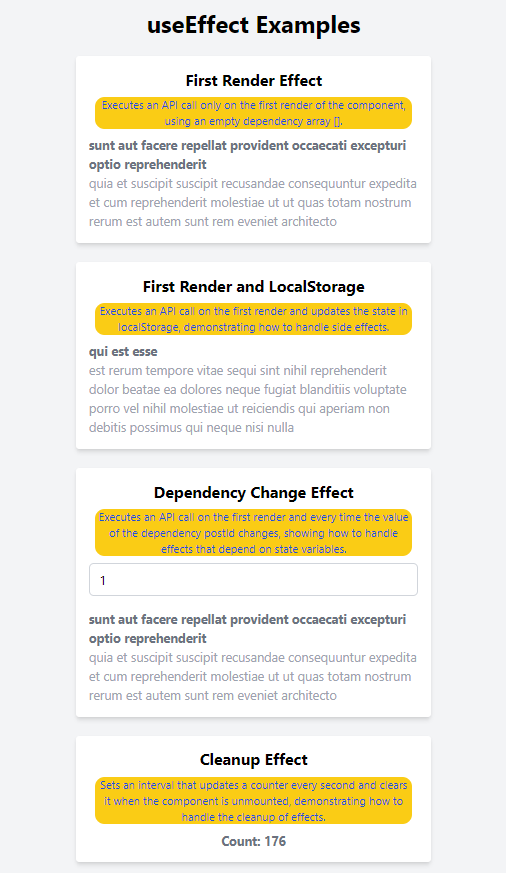 useEffect Examples
First Render Effect
Executes an API call only on the first render of the component,
using an empty dependency array [].
sunt aut facere repellat provident occaecati excepturi
optio reprehenderit
quia et suscipit suscipit recusandae consequuntur expedita
et cum reprehenderit molestiae ut ut quas totam nostrum
rerum est autem sunt rem eveniet architecto
First Render and LocalStorage
Executes an API call on the first render and updates the state in
localStorage, demonstrating how to handle side effects.
qui est esse
est rerum tempore vitae sequi sint nihil reprehenderit
dolor beatae ea dolores neque fugiat blanditiis voluptate
porro vel nihil molestiae ut reiciendis qui aperiam non
debitis possimus qui neque nisi nulla
Dependency Change Effect
Executes an API call on the first render and every time the value
of the dependency postId changes, showing how to handle
effects that depend on state variables.
1
sunt aut facere repellat provident occaecati excepturi
optio reprehenderit
quia et suscipit suscipit recusandae consequuntur expedita
et cum reprehenderit molestiae ut ut quas totam nostrum
rerum est autem sunt rem eveniet architecto
Cleanup Effect
Sets an interval that updates a counter every second and clears
it when the component is unmounted, demonstrating how to
handle the cleanup of effects.
Count: 176